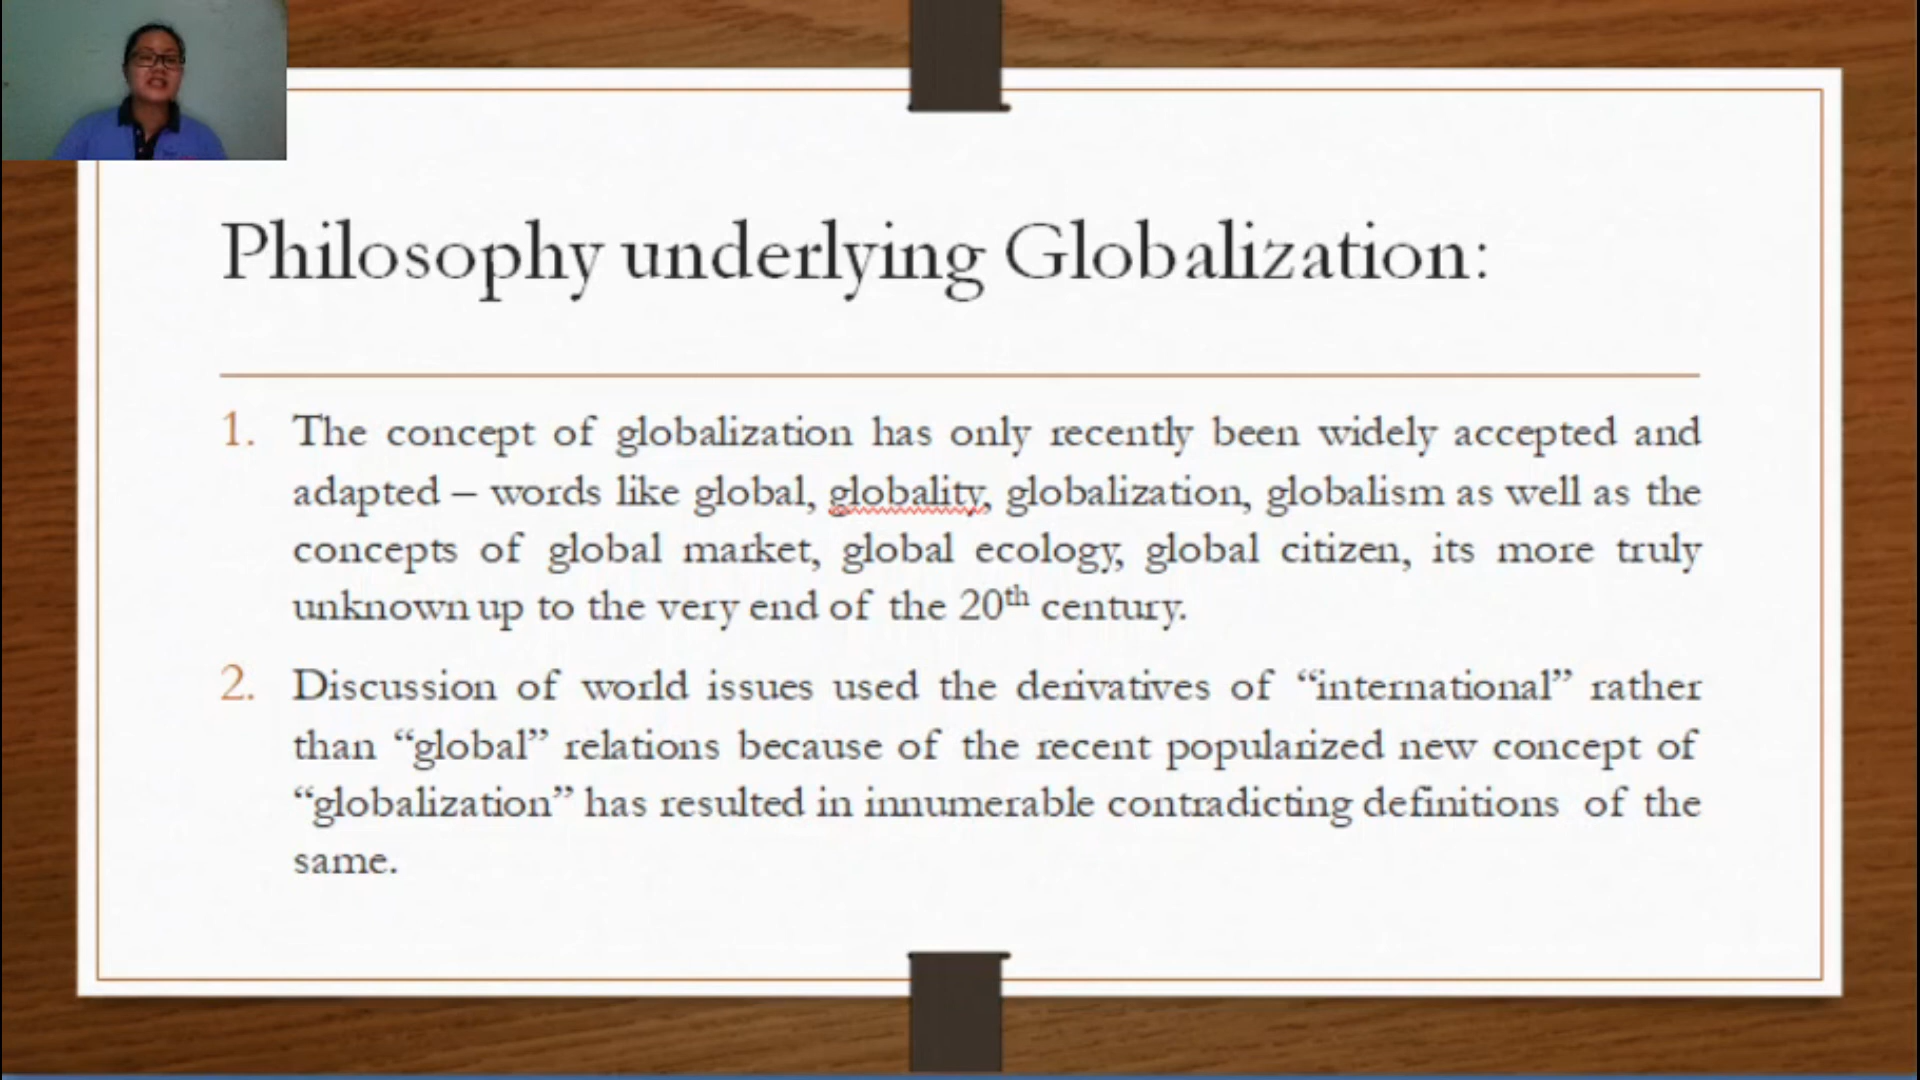 Philosophy underlying Globalization:
1. The concept of globalization has only recently been widely accepted and
adapted – words like global, globality, globalization, globalism as well as the
concepts of global market, global ecology, global citizen, its more truly
unknown up to the very end of the 20th century.
2. Discussion of world issues used the derivatives of “international” rather
than “global” relations because of the recent popularized new concept of
“globalization” has resulted in innumerable contradicting definitions of the
same.